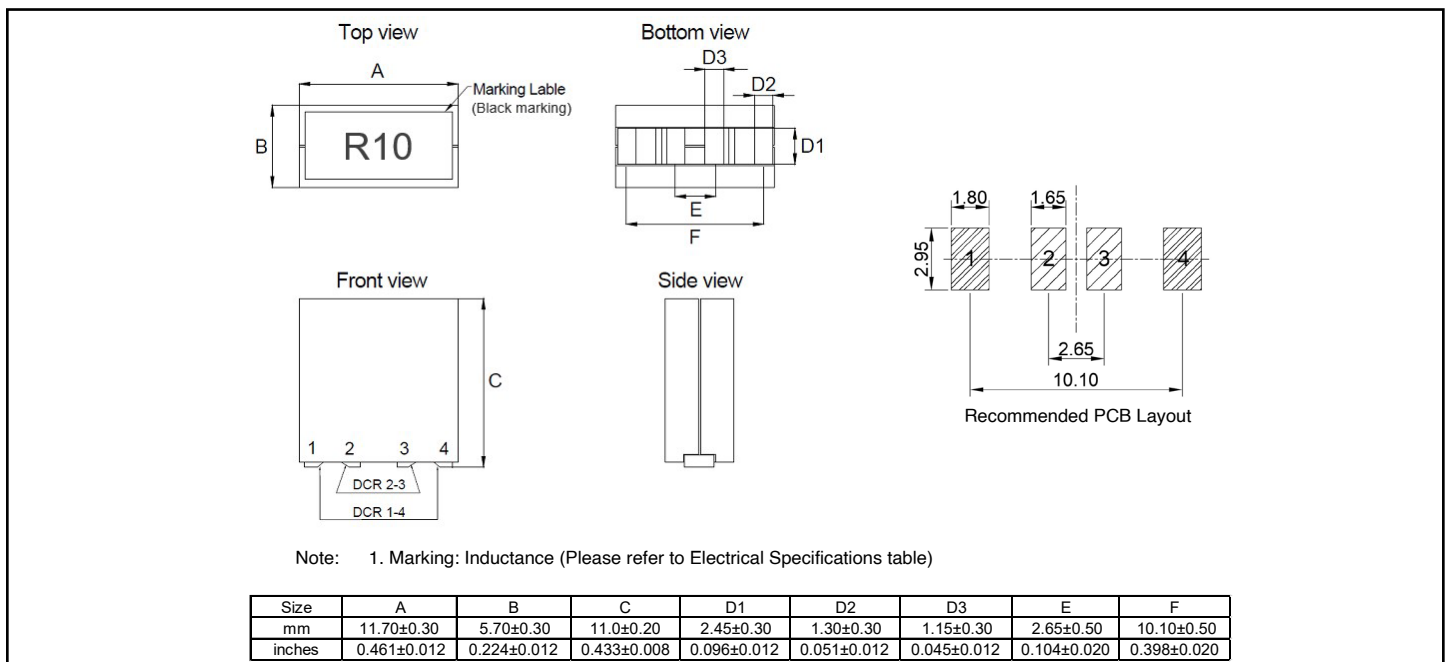 Top view
A
Marking Lable
(Black marking)
B
R10
Bottom view
D3
D2
D1
E
F
1.80
1.65
2.95
1
2
3
4
2.65
10.10
Recommended PCB Layout
Front view
C
1 2 3 4
DCR 2-3
DCR 1-4
Side view
Note: 1. Marking: Inductance (Please refer to Electrical Specifications table)
Size A B C D1 D2 D3 E F
mm 11.70±0.30 5.70±0.30 11.0±0.20 2.45±0.30 1.30±0.30 1.15±0.30 2.65±0.50 10.10±0.50
inches 0.461±0.012 0.224±0.012 0.433±0.008 0.096±0.012 0.051±0.012 0.045±0.012 0.104±0.020 0.398±0.020